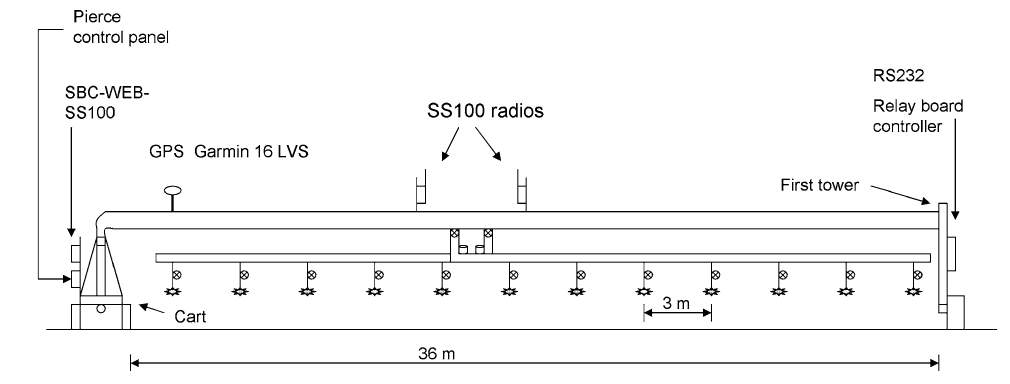 Pierce
control panel
SBC-WEB-
SS100
GPS Garmin 16 LVS
SS100 radios
RS232
Relay board
controller
First tower
Cart
3 m
36 m